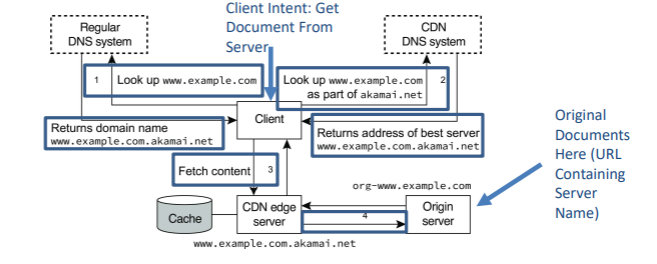 Client Intent: Get
Document From
Server
Regular
DNS system
CDN
DNS system
1 Look up www.example.com
Look up www.example.com 2
as part of akamai.net
Client
Returns domain name
www.example.com.akamai.net
Returns address of best server
www.example.com.akamai.net
Original
Documents
Here (URL
Containing
Server
Name)
Fetch content 3
org-www.example.com
Cache
CDN edge
server
4
Origin
server
www.example.com.akamai.net